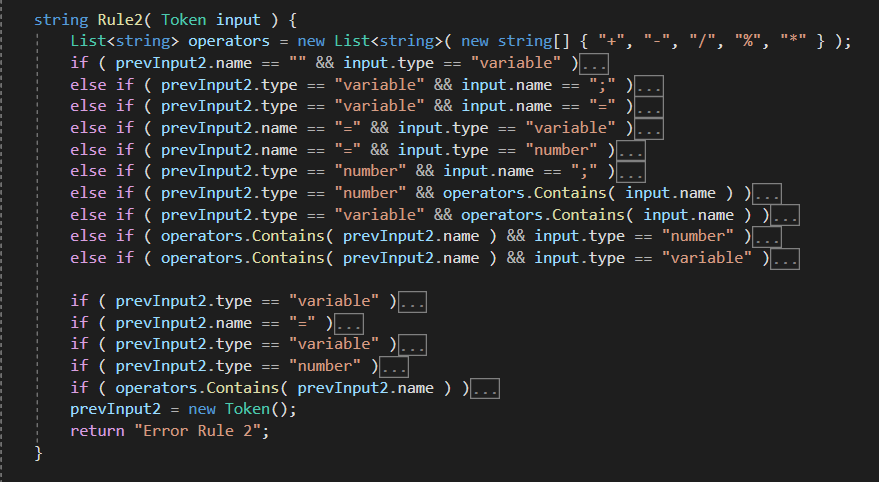 string Rule2( Token input ) {
List<string> operators = new List<string>( new string[] { "+", "-", "/", "%", "*" } );
if ( prevInput2.name == "" && input.type == "variable" )...
else if ( prevInput2.type == "variable" && input.name == ";" )...
else if ( prevInput2.type == "variable" && input.name == "=" )...
else if ( prevInput2.name == "=" && input.type == "variable" )...
else if ( prevInput2.name == "=" && input.type == "number" )...
else if ( prevInput2.type == "number" && input.name == ";" )...
else if ( prevInput2.type == "number" && operators.Contains( input.name ) )...
else if ( prevInput2.type == "variable" && operators.Contains( input.name ) )...
else if ( operators.Contains( prevInput2.name ) && input.type == "number" )...
else if ( operators.Contains( prevInput2.name ) && input.type == "variable" )...
if ( prevInput2.type == "variable" )...
if ( prevInput2.name == "=" )...
if ( prevInput2.type == "variable" )...
if ( prevInput2.type == "number" )...
if ( operators.Contains( prevInput2.name ) )...
prevInput2 = new Token();
return "Error Rule 2";
}